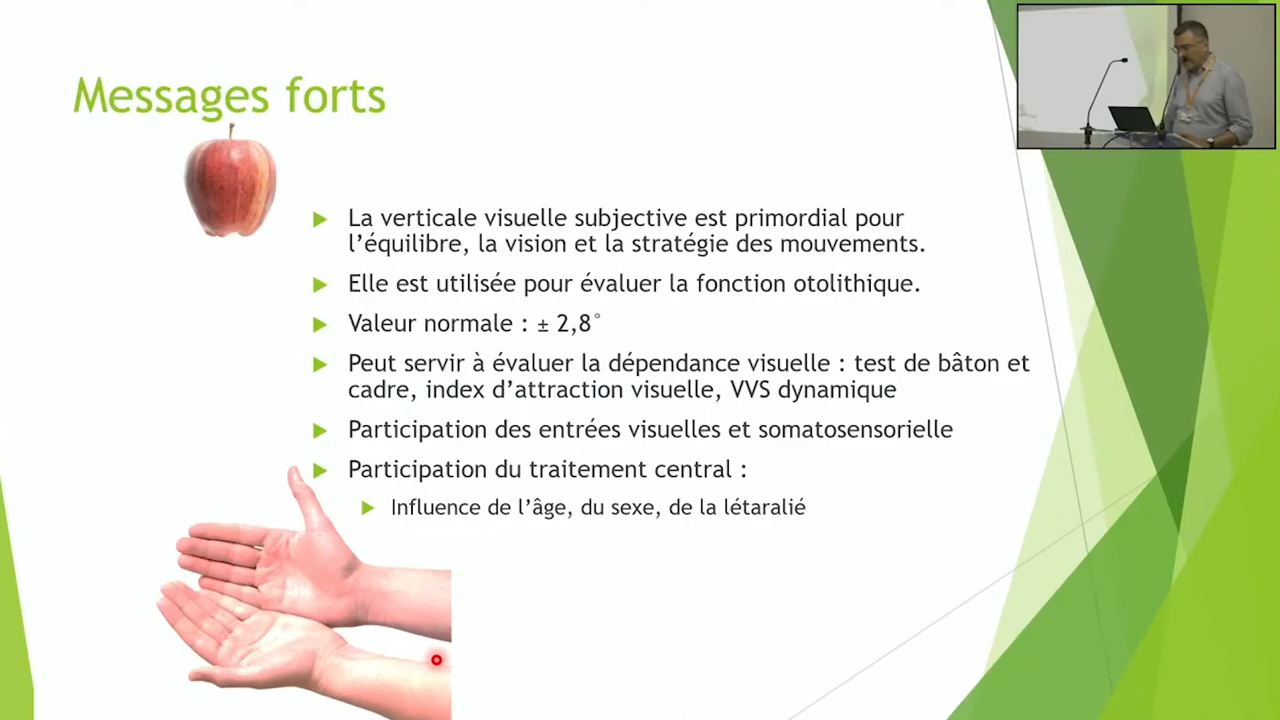 Messages forts
La verticale visuelle subjective est primordial pour
l’équilibre, la vision et la stratégie des mouvements.
Elle est utilisée pour évaluer la fonction otolithique.
Valeur normale : ± 2,8°
Peut servir à évaluer la dépendance visuelle : test de bâton et
cadre, index d’attraction visuelle, VVS dynamique
Participation des entrées visuelles et somatosensorielle
Participation du traitement central :
Influence de l’âge, du sexe, de la létaralié